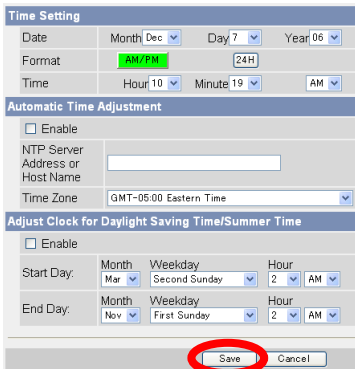 Time Setting
Date Month Dec Day 7 Year 06
Format AM/PM 24H
Time Hour 10 Minute 19 AM
Automatic Time Adjustment
Enable
NTP Server
Address or
Host Name
Time Zone GMT-05:00 Eastern Time
Adjust Clock for Daylight Saving Time/Summer Time
Enable
Month Weekday Hour
Start Day: Mar Second Sunday 2 AM
Month Weekday Hour
End Day: Nov First Sunday 2 AM
Save Cancel